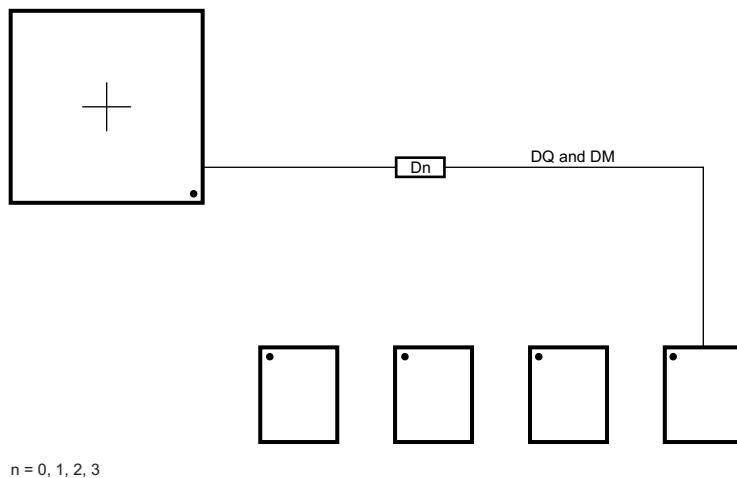 DQ and DM
Dn
n = 0, 1, 2, 3